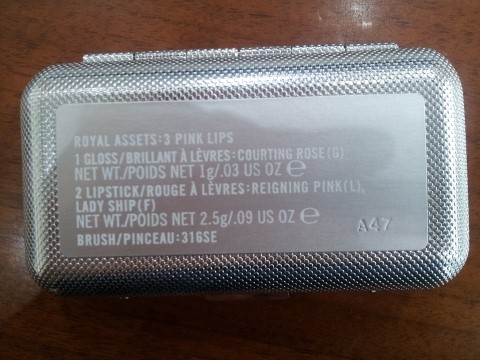 ROYAL ASSETS:3 PINK LIPS
1 GLOSS/BRILLANT À LÈVRES:COURTING ROSE(G)
NET WT./POIDS NET 1g/.03 US OZ ℮
2 LIPSTICK/ROUGE À LÈVRES:REIGNING PINK(L),
LADY SHIP(F)
NET WT./POIDS NET 2.5g/.09 US OZ ℮
A47
BRUSH/PINCEAU:316SE